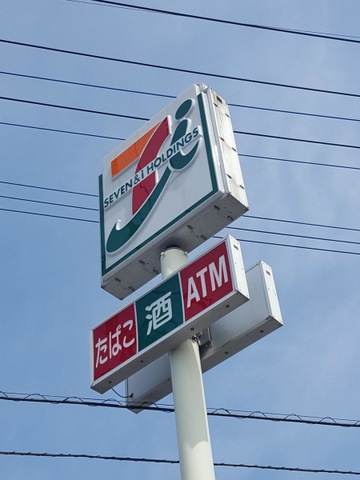 SEVEN & i HOLDINGS
たばこ 酒 ATM